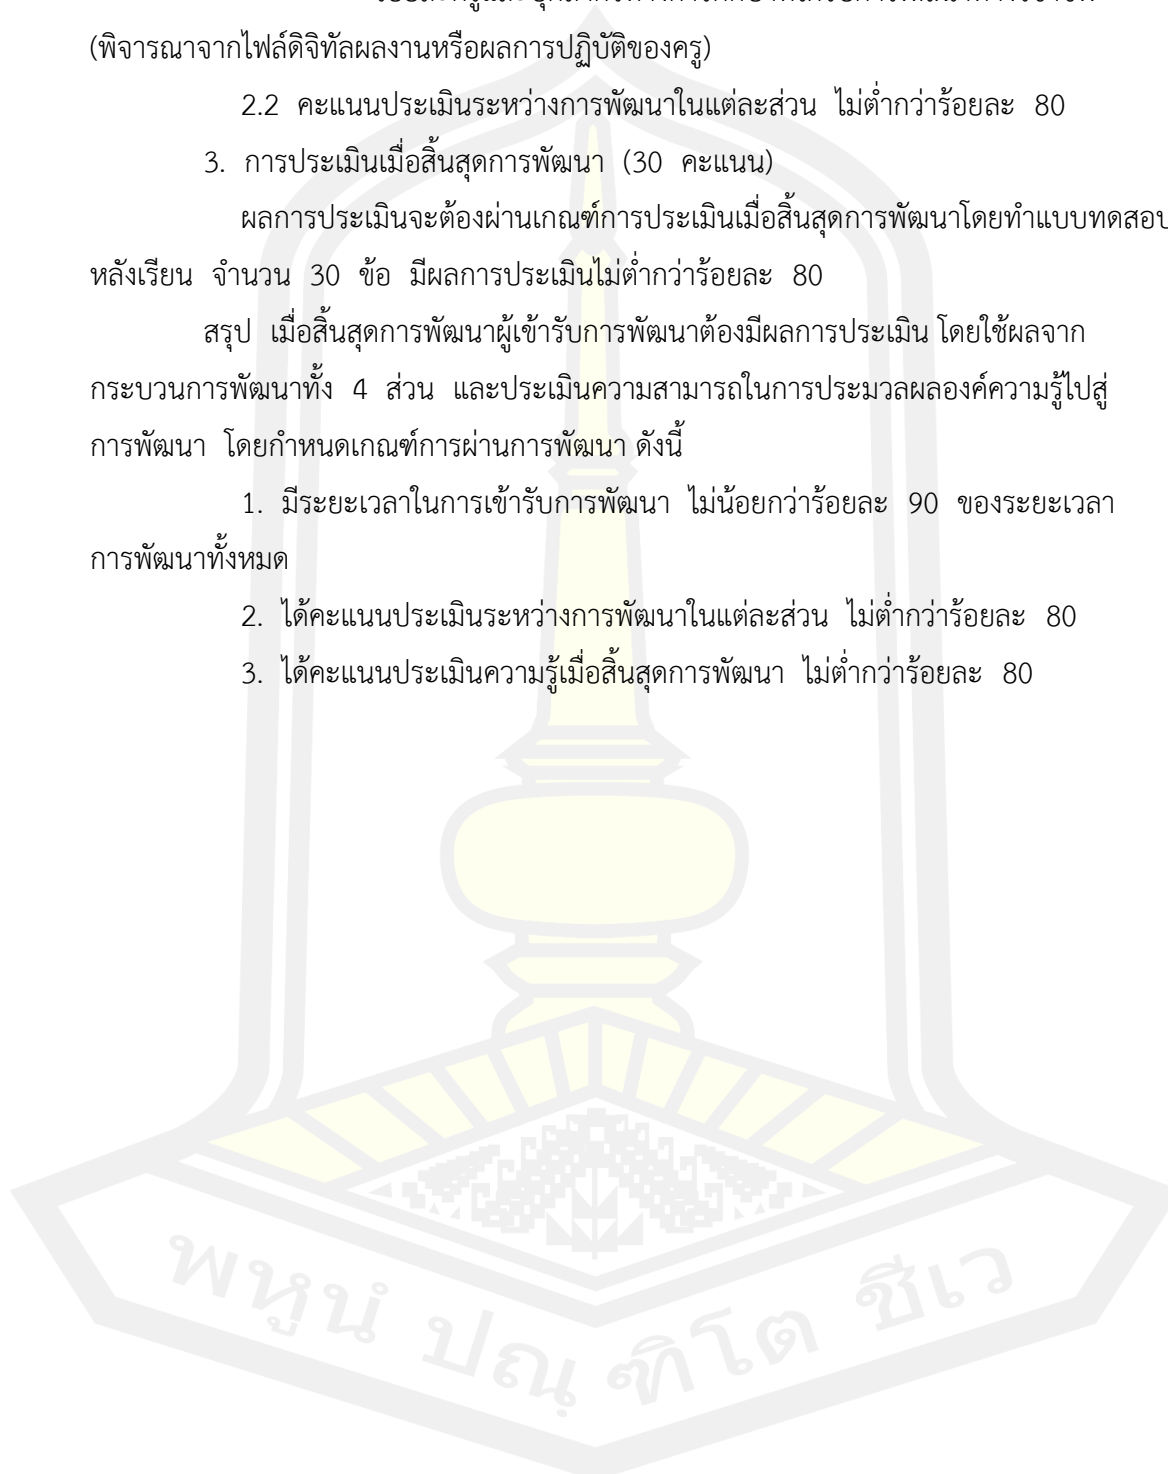 (พิจารณาจากไฟล์ดิจิทัลผลงานหรือผลการปฏิบัติของครู)
2.2 คะแนนประเมินระหว่างการพัฒนาในแต่ละส่วน ไม่ต่ำกว่าร้อยละ 80
3. การประเมินเมื่อสิ้นสุดการพัฒนา (30 คะแนน)
ผลการประเมินจะต้องผ่านเกณฑ์การประเมินเมื่อสิ้นสุดการพัฒนาโดยทำแบบทดสอบ
หลังเรียน จำนวน 30 ข้อ มีผลการประเมินไม่ต่ำกว่าร้อยละ 80
สรุป เมื่อสิ้นสุดการพัฒนาผู้เข้ารับการพัฒนาต้องมีผลการประเมิน โดยใช้ผลจาก
กระบวนการพัฒนาทั้ง 4 ส่วน และประเมินความสามารถในการประมวลผลองค์ความรู้ไปสู่
การพัฒนา โดยกำหนดเกณฑ์การผ่านการพัฒนา ดังนี้
1. มีระยะเวลาในการเข้ารับการพัฒนา ไม่น้อยกว่าร้อยละ 90 ของระยะเวลา
การพัฒนาทั้งหมด
2. ได้คะแนนประเมินระหว่างการพัฒนาในแต่ละส่วน ไม่ต่ำกว่าร้อยละ 80
3. ได้คะแนนประเมินความรู้เมื่อสิ้นสุดการพัฒนา ไม่ต่ำกว่าร้อยละ 80
พหูนํ ปณฺฑิโต ชีเว